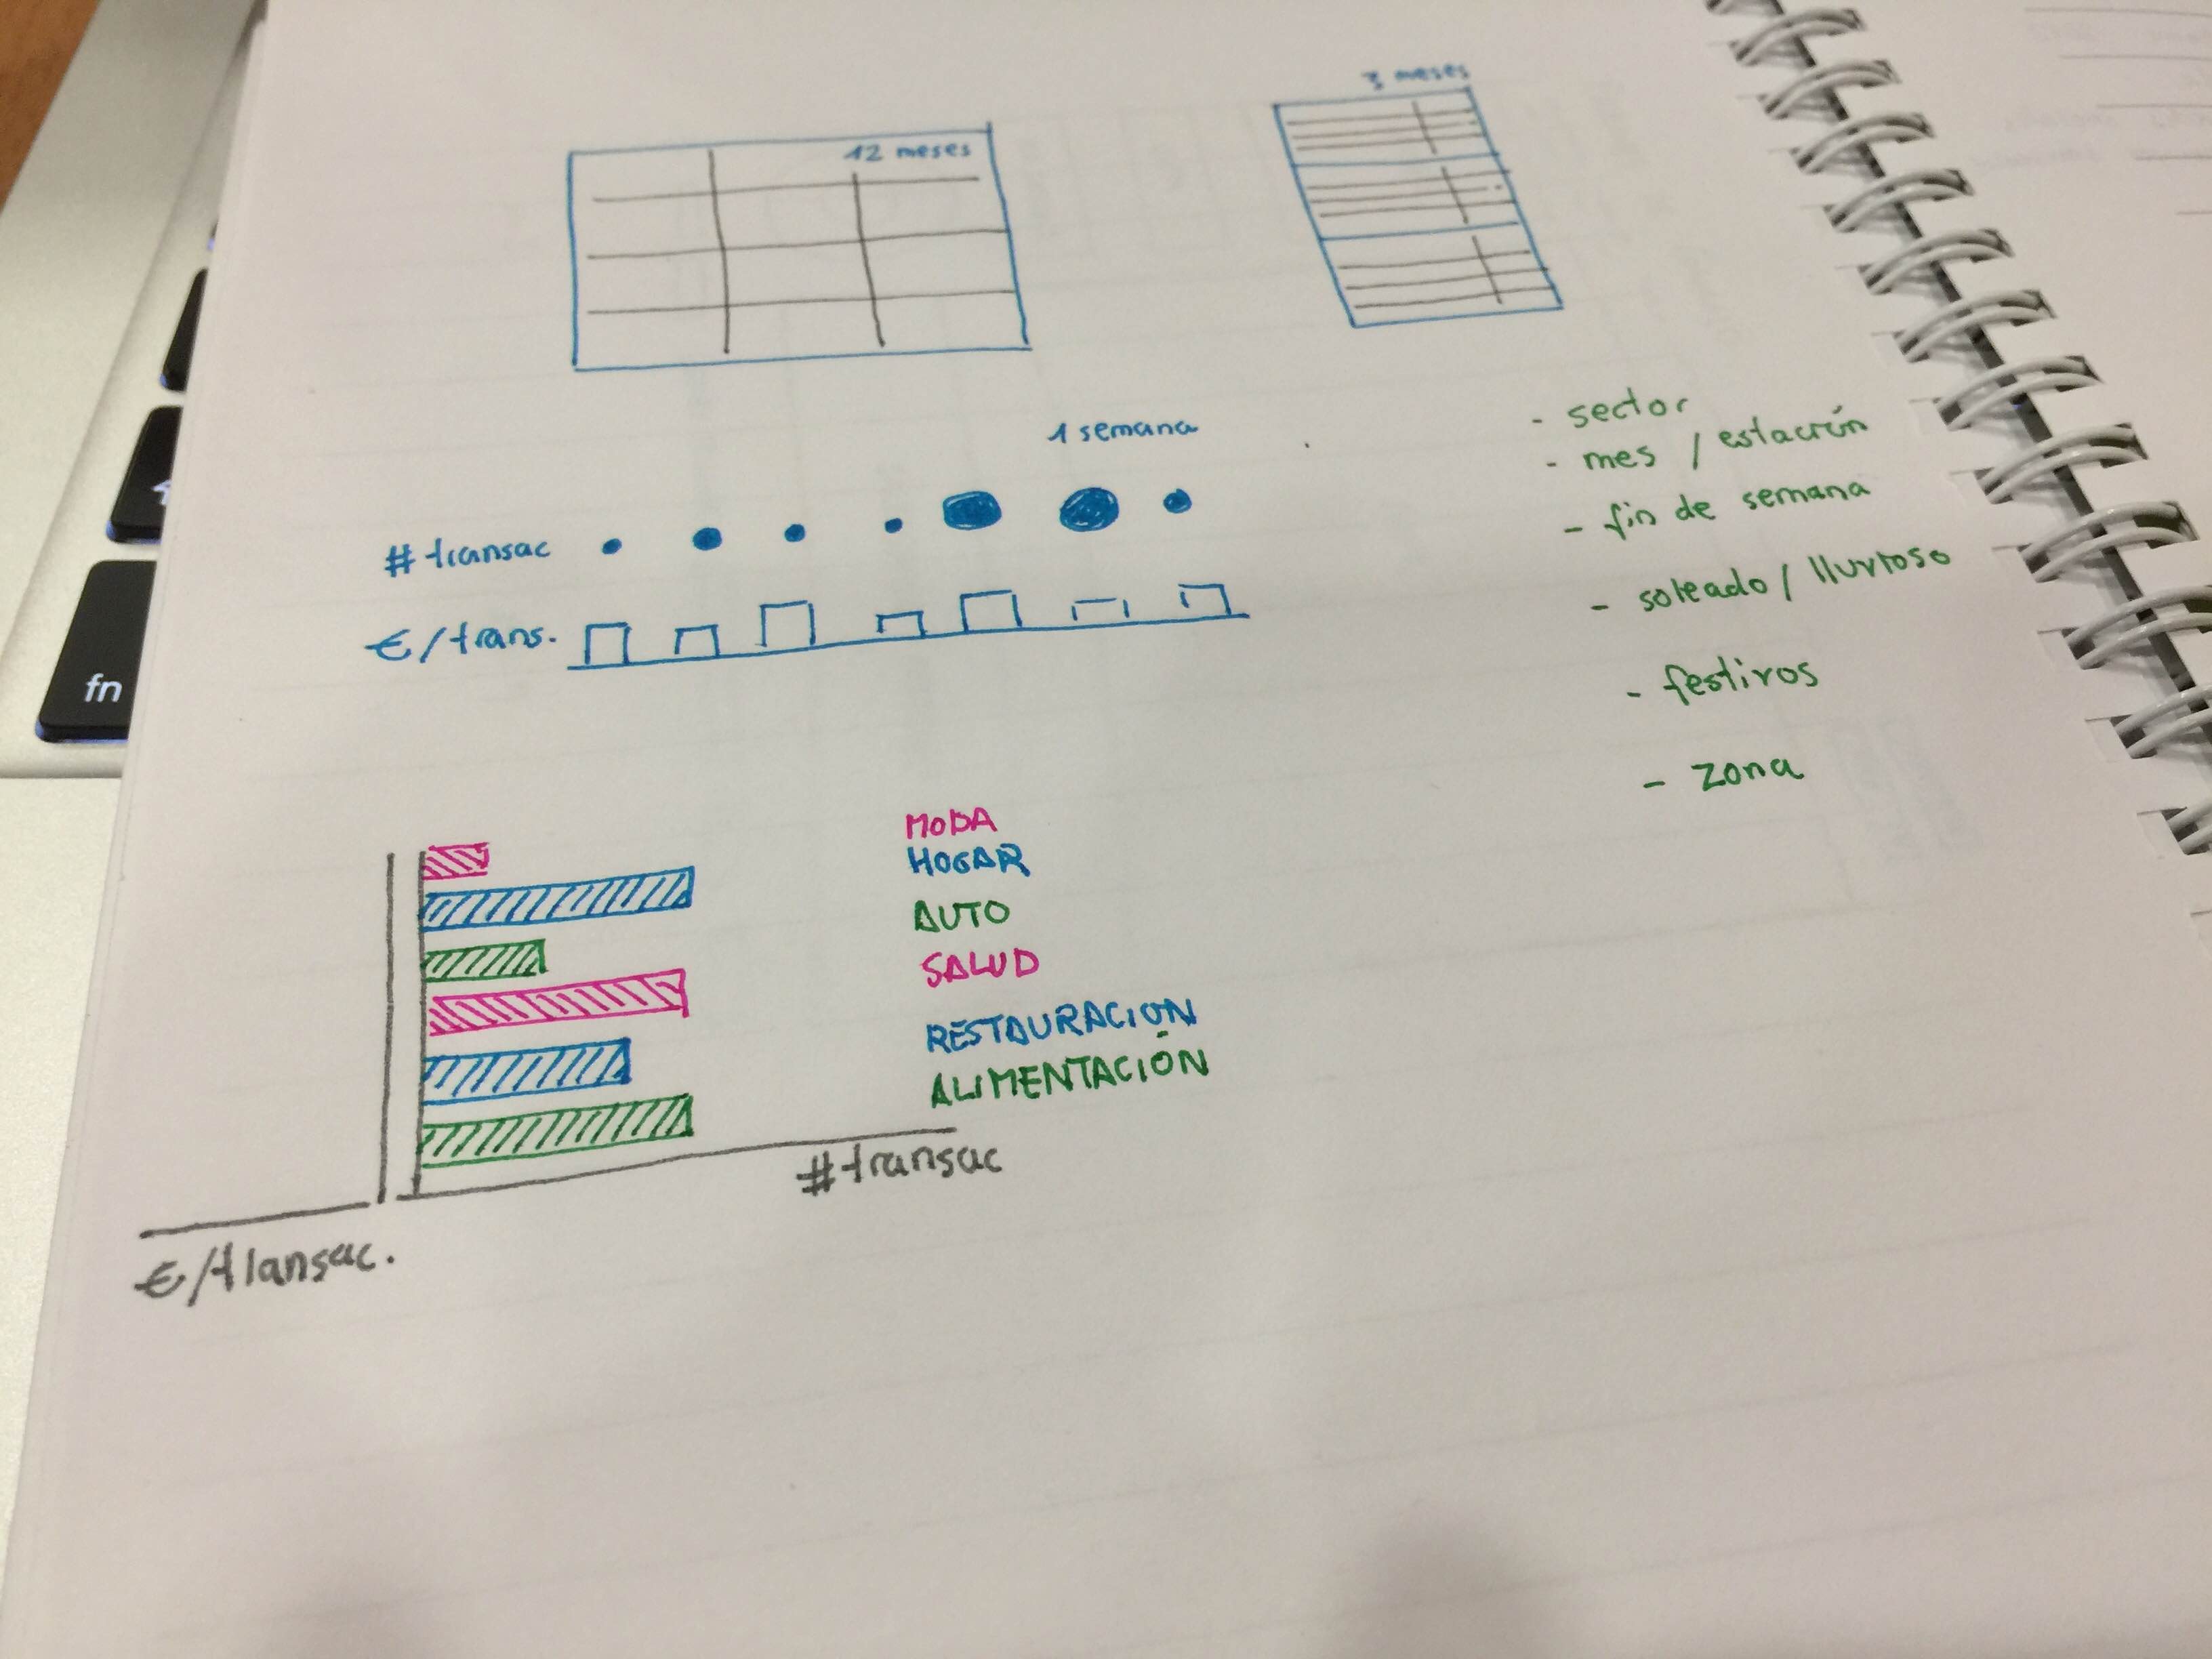 3 meses
12 meses
1 semana
# transac
€/trans.
- sector
- mes / estación
- fin de semana
- soleado / lluvioso
- festivos
- zona
MODA
HOGAR
AUTO
SALUD
RESTAURACIÓN
ALIMENTACIÓN
# transac
€/transac.
fn